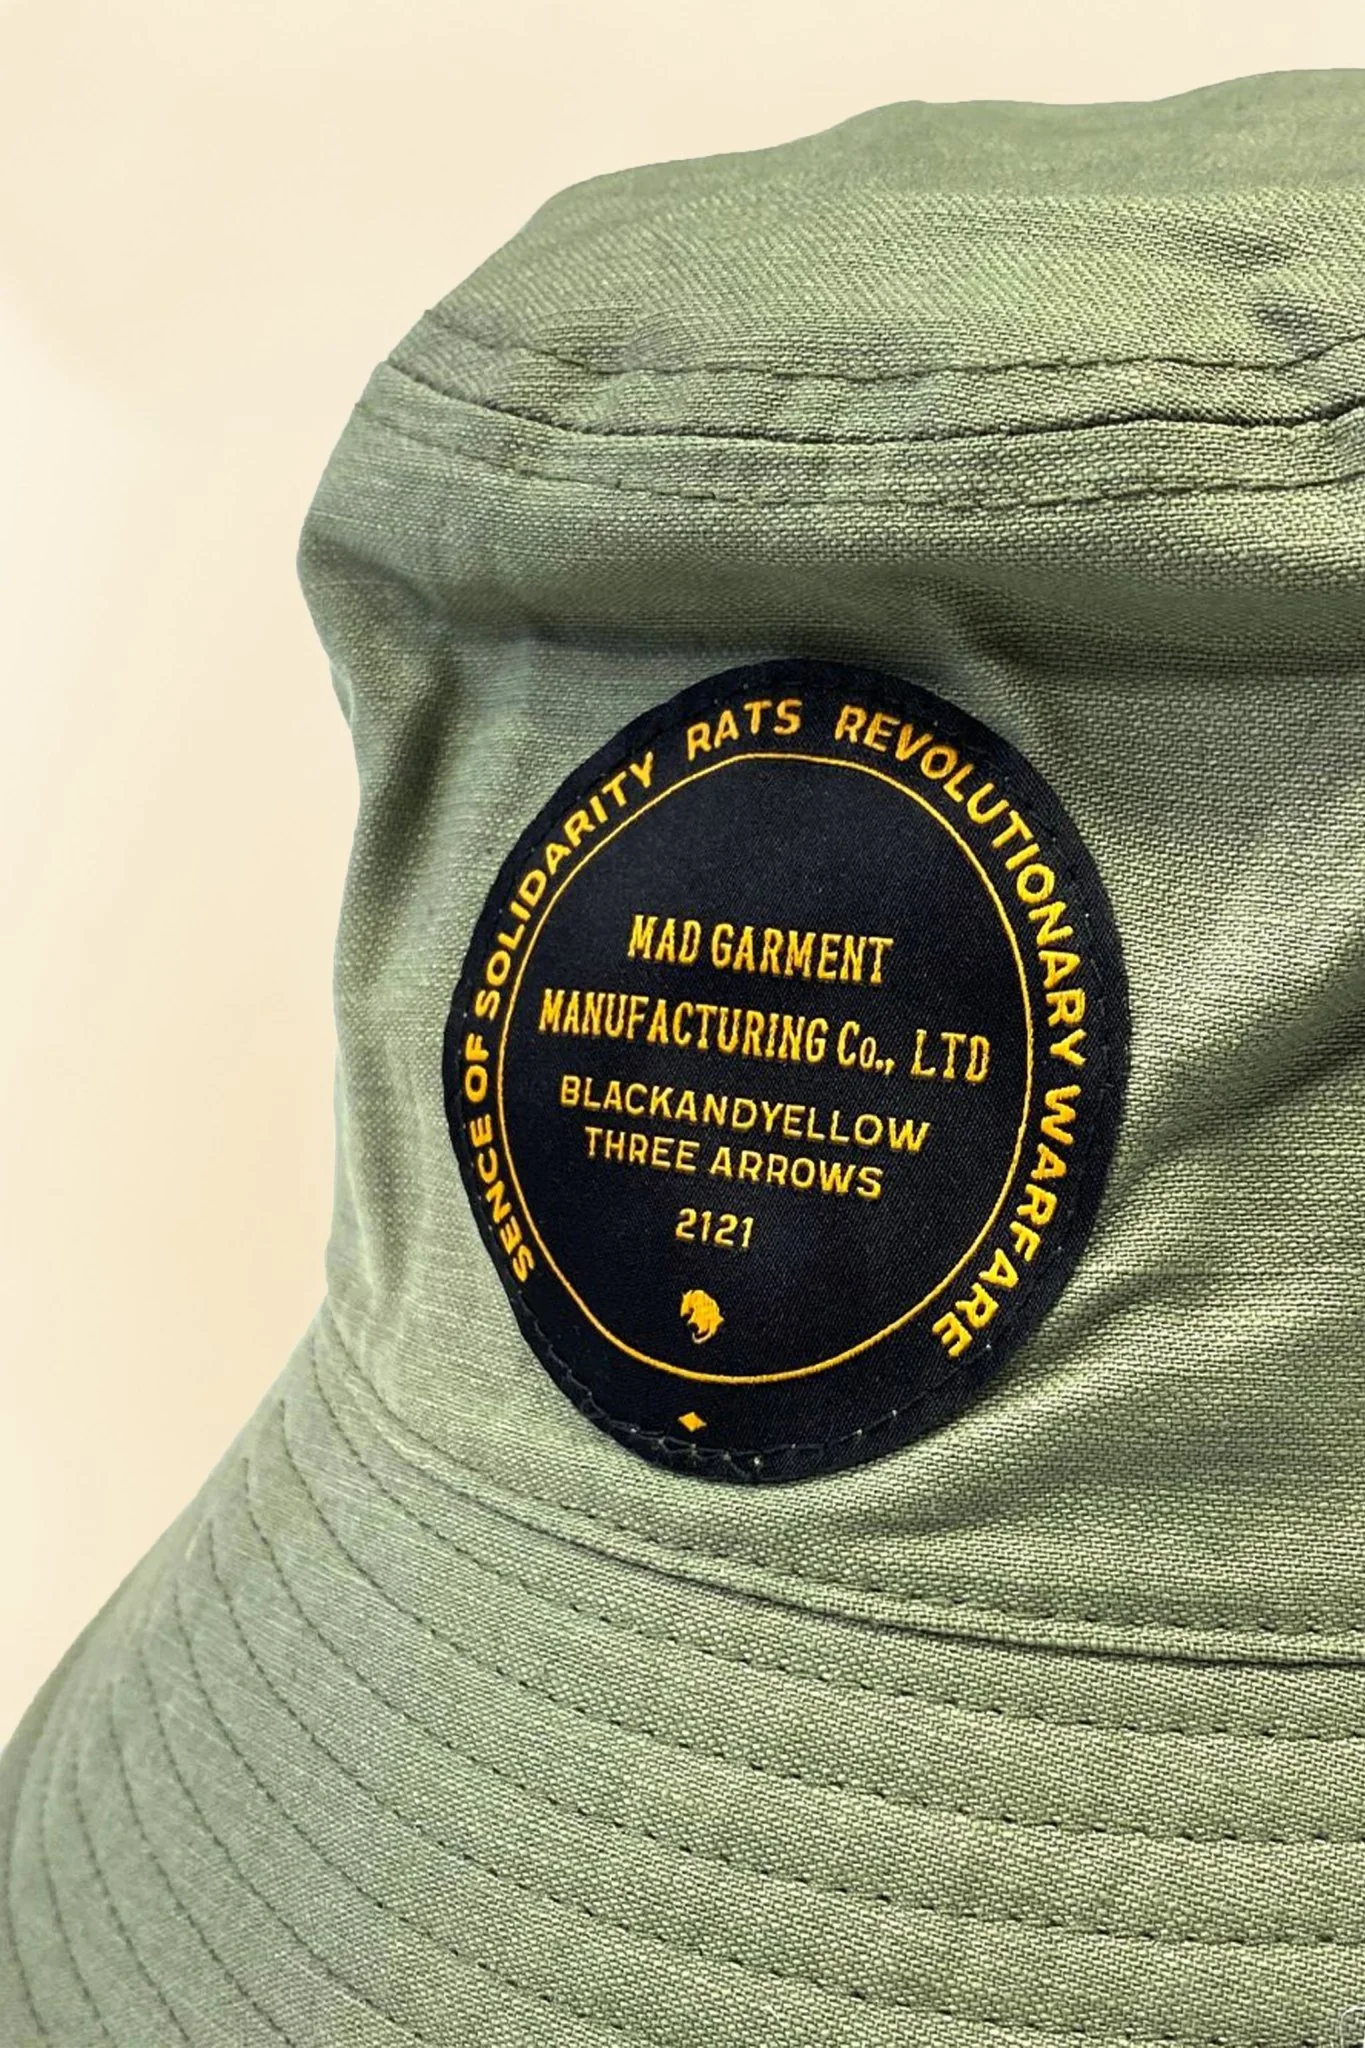 SENCE OF SOLIDARITY RATS REVOLUTIONARY WARFARE
MAD GARMENT
MANUFACTURING Co., LTD
BLACKANDYELLOW
THREE ARROWS
2121